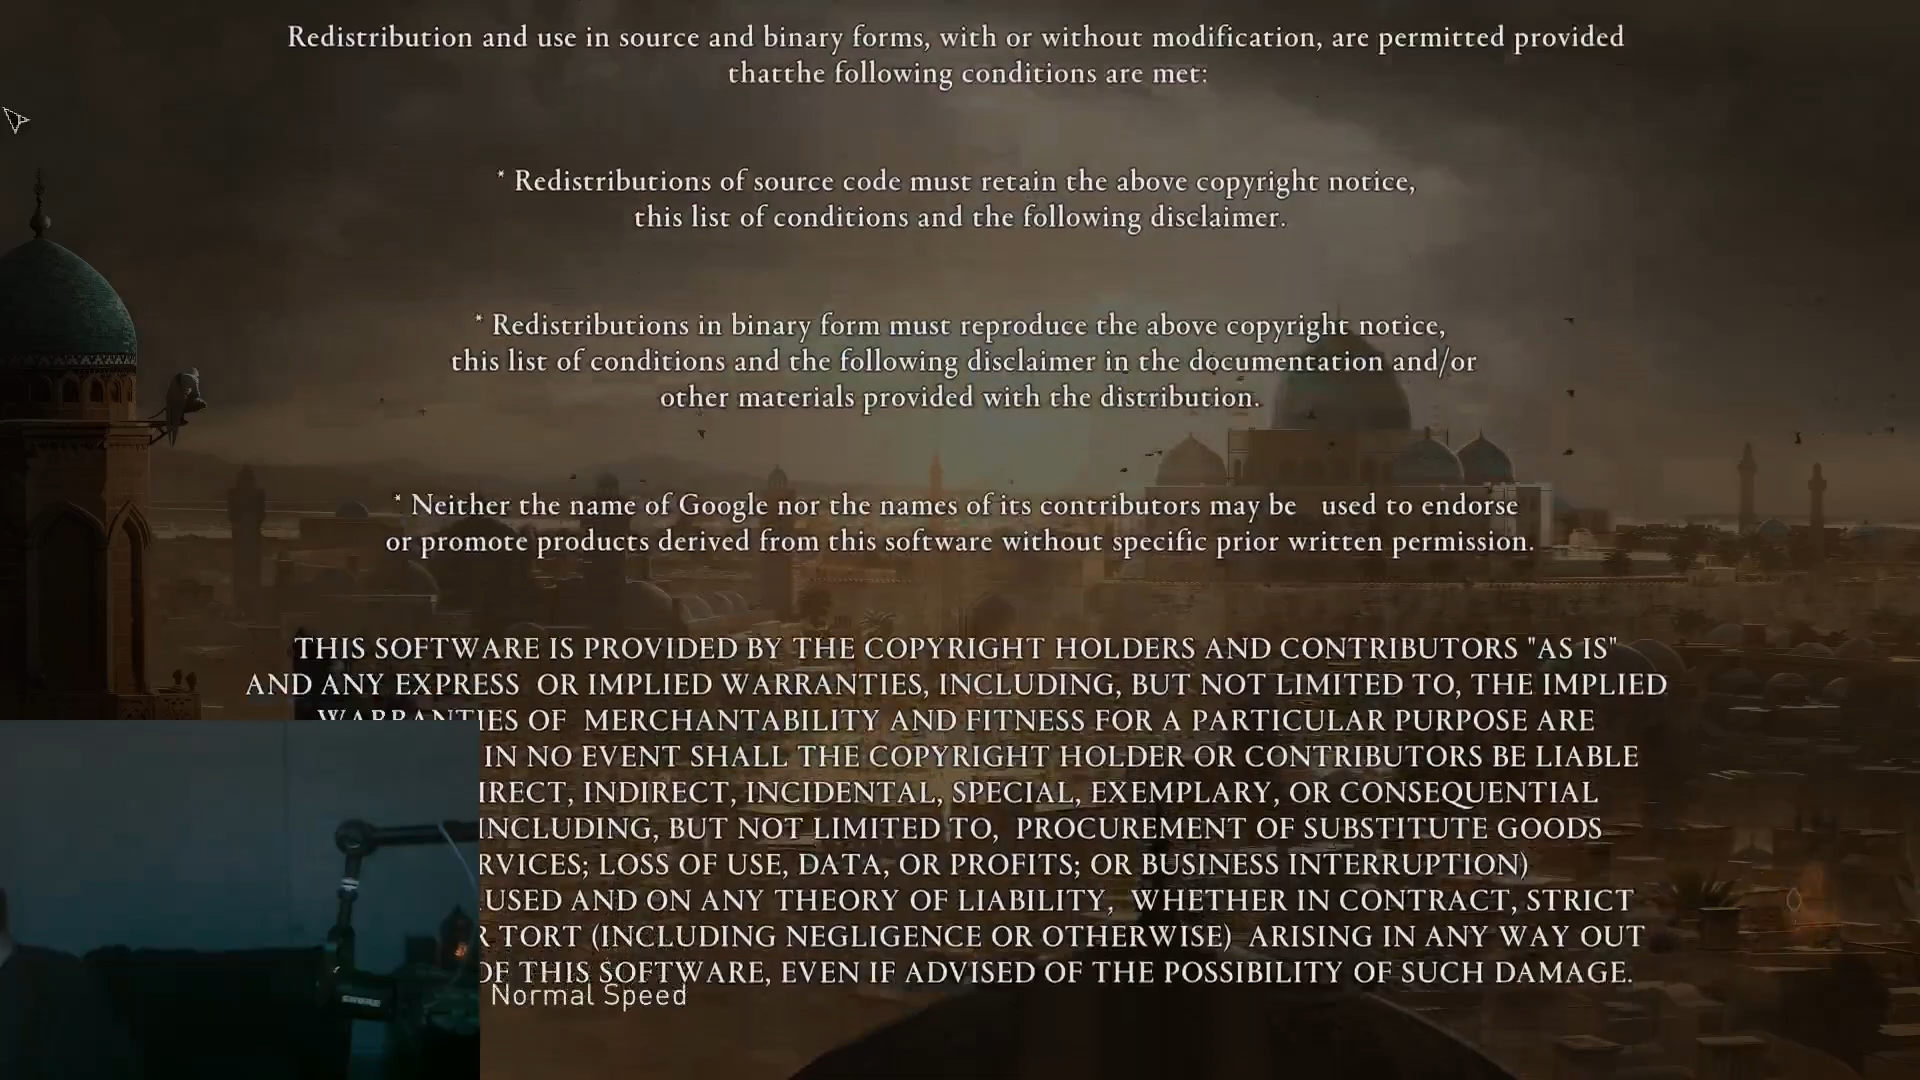 Redistribution and use in source and binary forms, with or without modification, are permitted provided
thatthe following conditions are met:
* Redistributions of source code must retain the above copyright notice,
this list of conditions and the following disclaimer.
* Redistributions in binary form must reproduce the above copyright notice,
this list of conditions and the following disclaimer in the documentation and/or
other materials provided with the distribution.
* Neither the name of Google nor the names of its contributors may be used to endorse
or promote products derived from this software without specific prior written permission.
THIS SOFTWARE IS PROVIDED BY THE COPYRIGHT HOLDERS AND CONTRIBUTORS "AS IS"
AND ANY EXPRESS OR IMPLIED WARRANTIES, INCLUDING, BUT NOT LIMITED TO, THE IMPLIED
WARRANTIES OF MERCHANTABILITY AND FITNESS FOR A PARTICULAR PURPOSE ARE
IN NO EVENT SHALL THE COPYRIGHT HOLDER OR CONTRIBUTORS BE LIABLE
IRECT, INDIRECT, INCIDENTAL, SPECIAL, EXEMPLARY, OR CONSEQUENTIAL
INCLUDING, BUT NOT LIMITED TO, PROCUREMENT OF SUBSTITUTE GOODS
RVICES; LOSS OF USE, DATA, OR PROFITS; OR BUSINESS INTERRUPTION)
USED AND ON ANY THEORY OF LIABILITY, WHETHER IN CONTRACT, STRICT
R TORT (INCLUDING NEGLIGENCE OR OTHERWISE) ARISING IN ANY WAY OUT
OF THIS SOFTWARE, EVEN IF ADVISED OF THE POSSIBILITY OF SUCH DAMAGE.
Normal Speed
SHURE